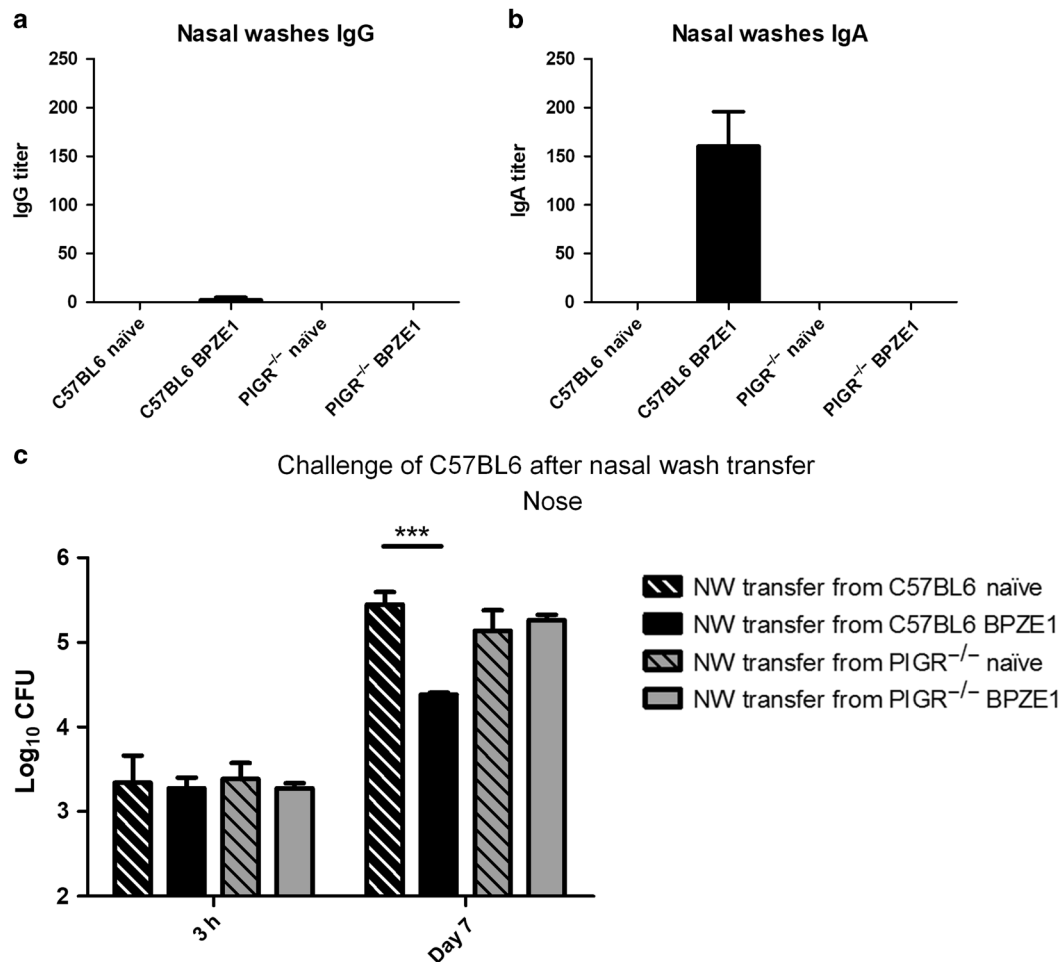 a
Nasal washes IgG
IgG titer
250
200
150
100
50
0
C57BL6 naïve
C57BL6 BPZE1
PIGR⁻/⁻ naïve
PIGR⁻/⁻ BPZE1
b
Nasal washes IgA
IgA titer
250
200
150
100
50
0
C57BL6 naïve
C57BL6 BPZE1
PIGR⁻/⁻ naïve
PIGR⁻/⁻ BPZE1
c
Challenge of C57BL6 after nasal wash transfer
Nose
Log₁₀ CFU
6
5
4
3
2
***
3 h
Day 7
NW transfer from C57BL6 naïve
NW transfer from C57BL6 BPZE1
NW transfer from PIGR⁻/⁻ naïve
NW transfer from PIGR⁻/⁻ BPZE1